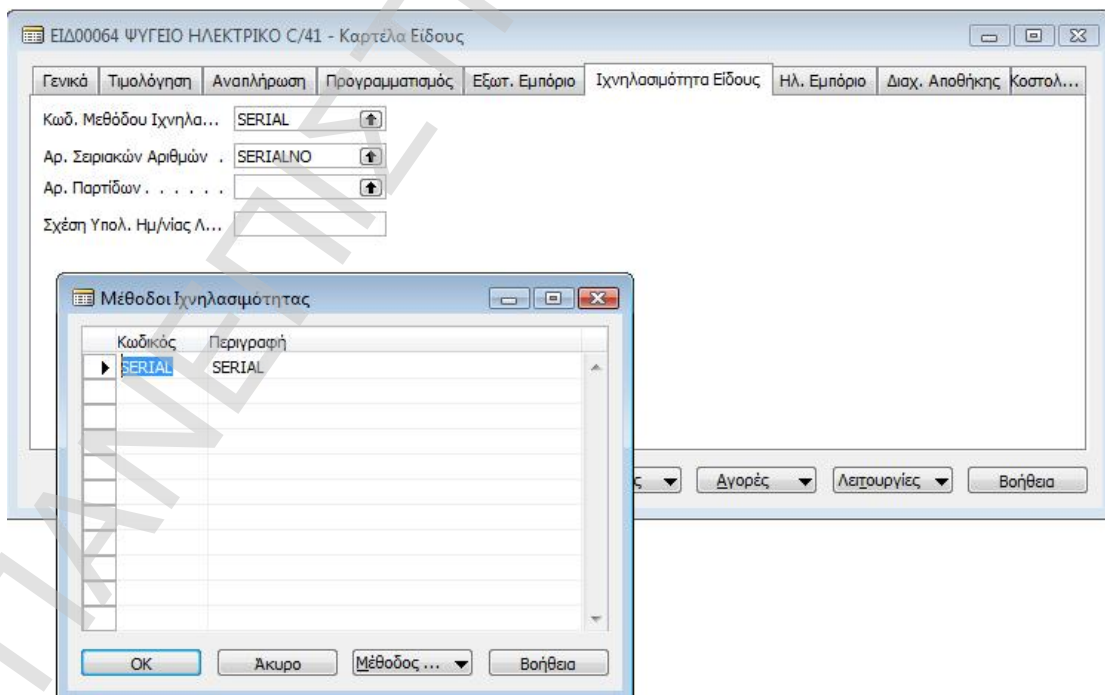 ΕΙΔ00064 ΨΥΓΕΙΟ ΗΛΕΚΤΡΙΚΟ C/41 - Καρτέλα Είδους
Γενικά Τιμολόγηση Αναπλήρωση Προγραμματισμός Εξωτ. Εμπόριο Ιχνηλασιμότητα Είδους Ηλ. Εμπόριο Διαχ. Αποθήκης Κοστολ...
Κωδ. Μεθόδου Ιχνηλα... SERIAL
Αρ. Σειριακών Αριθμών . SERIALNO
Αρ. Παρτίδων . . . . . .
Σχέση Υπολ. Ημ/νίας Λ...
Μέθοδοι Ιχνηλασιμότητας
Κωδικός Περιγραφή
SERIAL SERIAL
ς Αγορές Λειτουργίες Βοήθεια
OK Άκυρο Μέθοδος ... Βοήθεια
ΠΑΝΕΠΙΣΤ